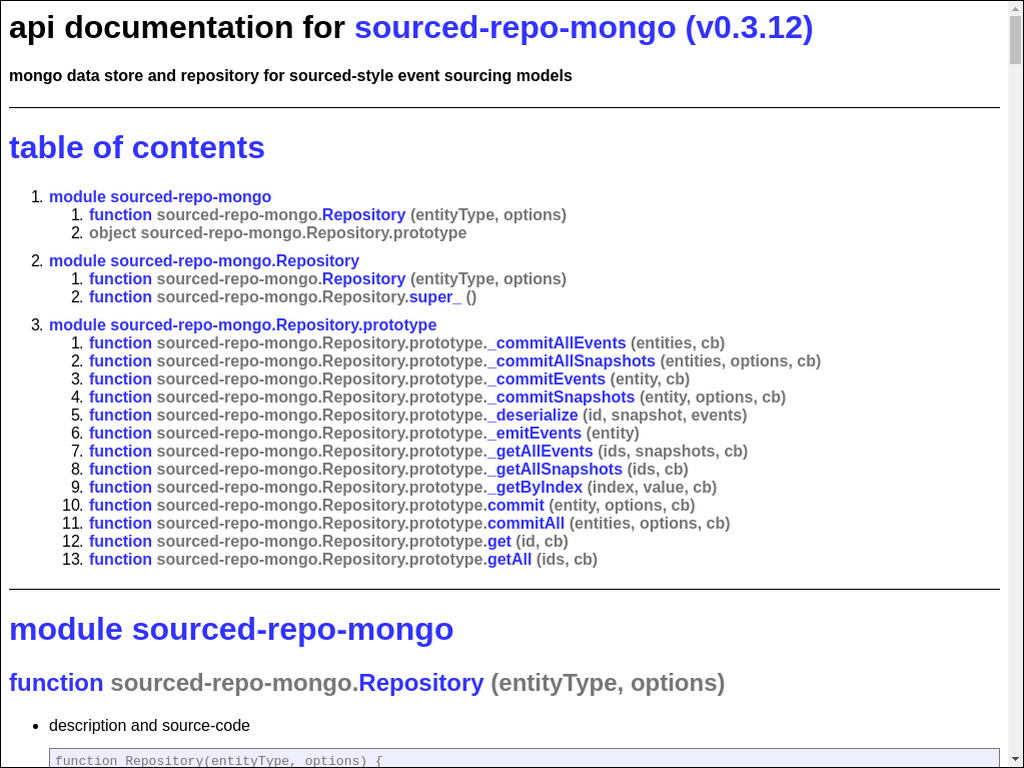 api documentation for sourced-repo-mongo (v0.3.12)
mongo data store and repository for sourced-style event sourcing models
table of contents
1. module sourced-repo-mongo
1. function sourced-repo-mongo.Repository (entityType, options)
2. object sourced-repo-mongo.Repository.prototype
2. module sourced-repo-mongo.Repository
1. function sourced-repo-mongo.Repository (entityType, options)
2. function sourced-repo-mongo.Repository.super_ ()
3. module sourced-repo-mongo.Repository.prototype
1. function sourced-repo-mongo.Repository.prototype._commitAllEvents (entities, cb)
2. function sourced-repo-mongo.Repository.prototype._commitAllSnapshots (entities, options, cb)
3. function sourced-repo-mongo.Repository.prototype._commitEvents (entity, cb)
4. function sourced-repo-mongo.Repository.prototype._commitSnapshots (entity, options, cb)
5. function sourced-repo-mongo.Repository.prototype._deserialize (id, snapshot, events)
6. function sourced-repo-mongo.Repository.prototype._emitEvents (entity)
7. function sourced-repo-mongo.Repository.prototype._getAllEvents (ids, snapshots, cb)
8. function sourced-repo-mongo.Repository.prototype._getAllSnapshots (ids, cb)
9. function sourced-repo-mongo.Repository.prototype._getByIndex (index, value, cb)
10. function sourced-repo-mongo.Repository.prototype.commit (entity, options, cb)
11. function sourced-repo-mongo.Repository.prototype.commitAll (entities, options, cb)
12. function sourced-repo-mongo.Repository.prototype.get (id, cb)
13. function sourced-repo-mongo.Repository.prototype.getAll (ids, cb)
module sourced-repo-mongo
function sourced-repo-mongo.Repository (entityType, options)
• description and source-code
function Repository(entityType, options) {